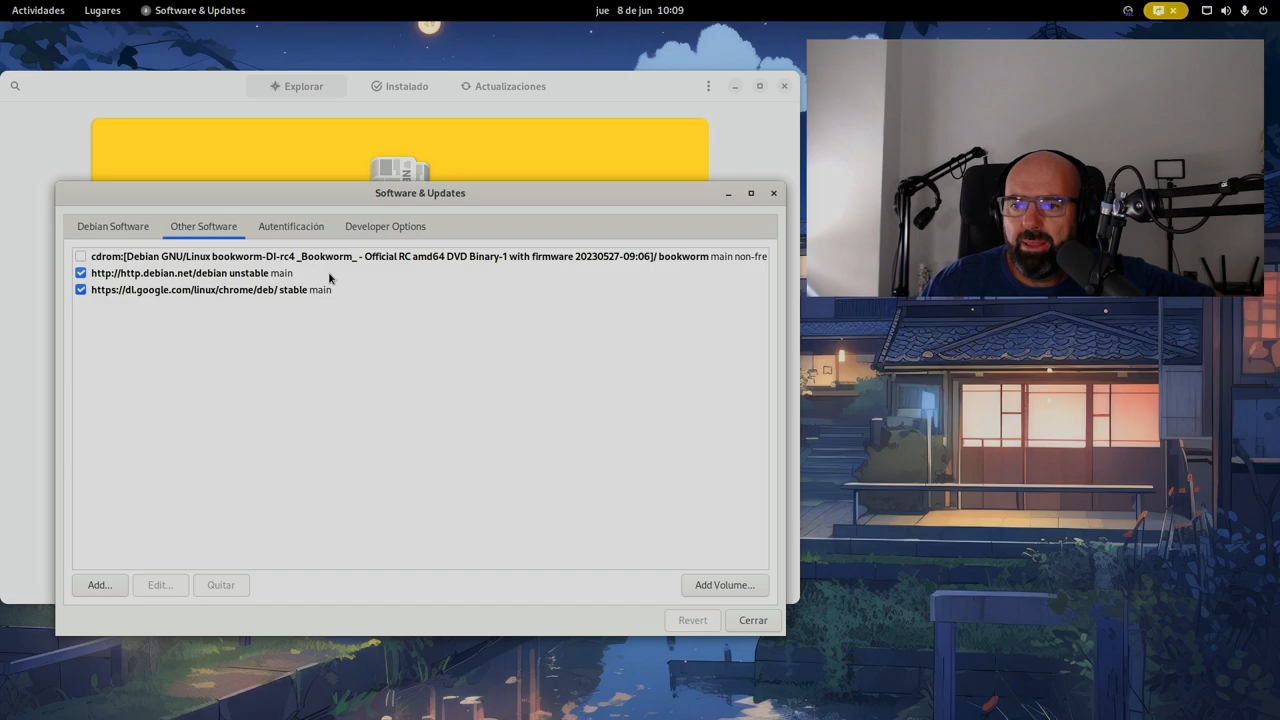 Actividades Lugares Software & Updates jue 8 de jun 10:09
Explorar Instalado Actualizaciones
Software & Updates
Debian Software Other Software Autentificación Developer Options
cdrom:[Debian GNU/Linux bookworm-DI-rc4 _Bookworm_ - Official RC amd64 DVD Binary-1 with firmware 20230527-09:06]/ bookworm main non-fre
http://http.debian.net/debian unstable main
https://dl.google.com/linux/chrome/deb/ stable main
Add... Edit... Quitar Add Volume...
Revert Cerrar